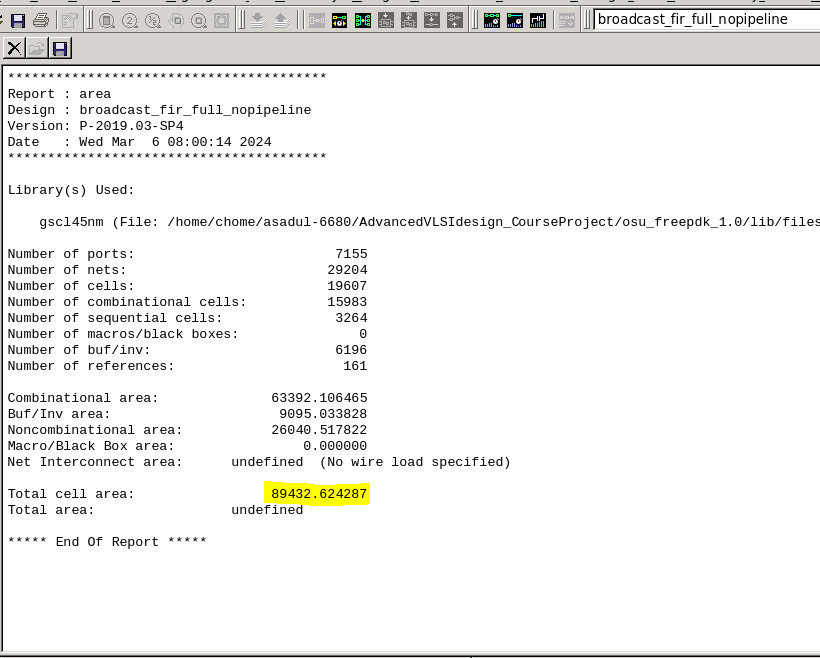 broadcast_fir_full_nopipeline
****************************************
Report : area
Design : broadcast_fir_full_nopipeline
Version: P-2019.03-SP4
Date   : Wed Mar  6 08:00:14 2024
****************************************
Library(s) Used:
gscl45nm (File: /home/chome/asadul-6680/AdvancedVLSIdesign_CourseProject/osu_freepdk_1.0/lib/files
Number of ports: 7155
Number of nets: 29204
Number of cells: 19607
Number of combinational cells: 15983
Number of sequential cells: 3264
Number of macros/black boxes: 0
Number of buf/inv: 6196
Number of references: 161
Combinational area: 63392.106465
Buf/Inv area: 9095.033828
Noncombinational area: 26040.517822
Macro/Black Box area: 0.000000
Net Interconnect area: undefined  (No wire load specified)
Total cell area: 89432.624287
Total area: undefined
***** End Of Report *****